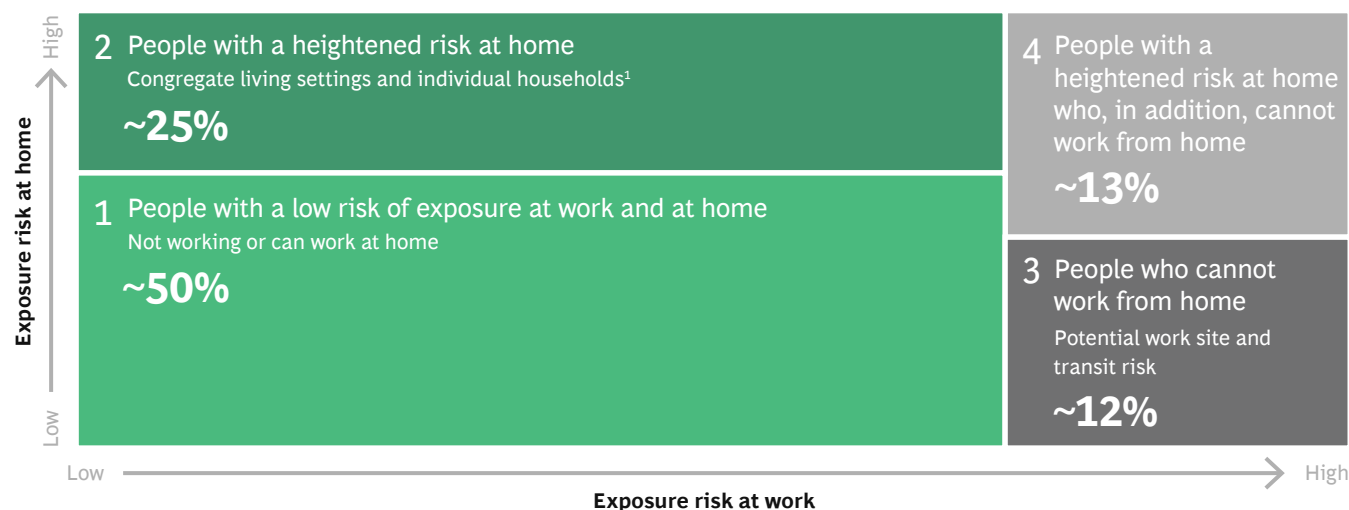 High
Exposure risk at home
Low
2 People with a heightened risk at home
Congregate living settings and individual households¹
~25%
1 People with a low risk of exposure at work and at home
Not working or can work at home
~50%
4 People with a
heightened risk at home
who, in addition, cannot
work from home
~13%
3 People who cannot
work from home
Potential work site and
transit risk
~12%
Low
High
Exposure risk at work